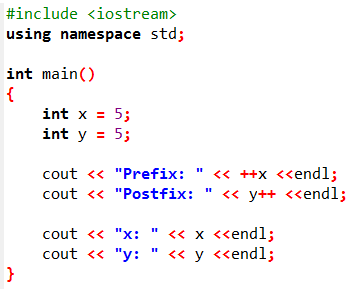 #include <iostream>
using namespace std;
int main()
{
int x = 5;
int y = 5;
cout << "Prefix: " << ++x <<endl;
cout << "Postfix: " << y++ <<endl;
cout << "x: " << x <<endl;
cout << "y: " << y <<endl;
}